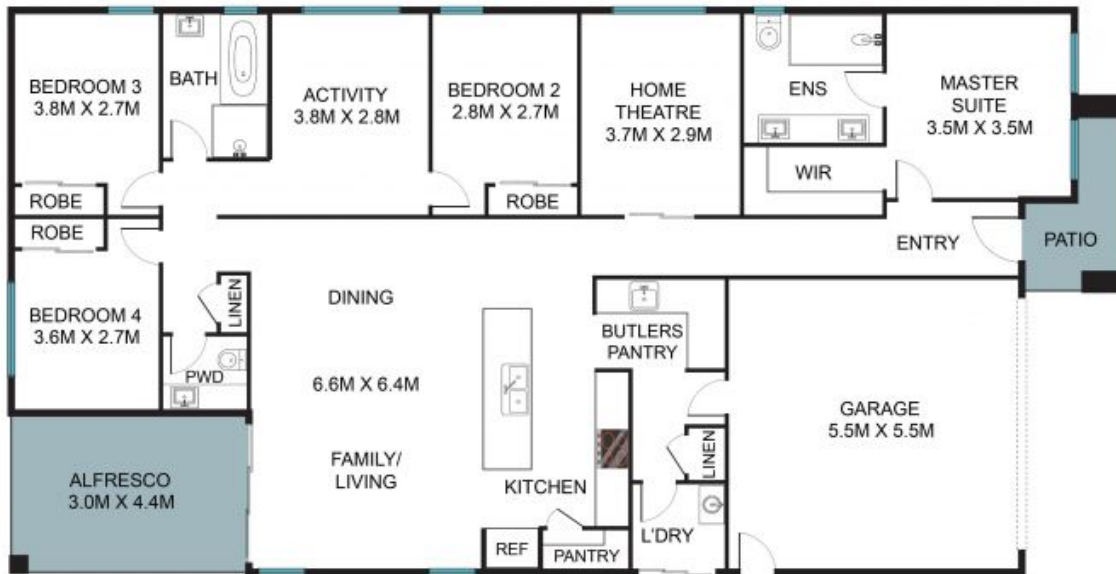 BEDROOM 3
3.8M X 2.7M
BATH
ACTIVITY
3.8M X 2.8M
BEDROOM 2
2.8M X 2.7M
HOME
THEATRE
3.7M X 2.9M
ENS
MASTER
SUITE
3.5M X 3.5M
WIR
ROBE
ROBE
ROBE
ENTRY
PATIO
BEDROOM 4
3.6M X 2.7M
LINEN
PWD
DINING
6.6M X 6.4M
FAMILY/
LIVING
KITCHEN
BUTLERS
PANTRY
GARAGE
5.5M X 5.5M
LINEN
ALFRESCO
3.0M X 4.4M
REF
PANTRY
L'DRY